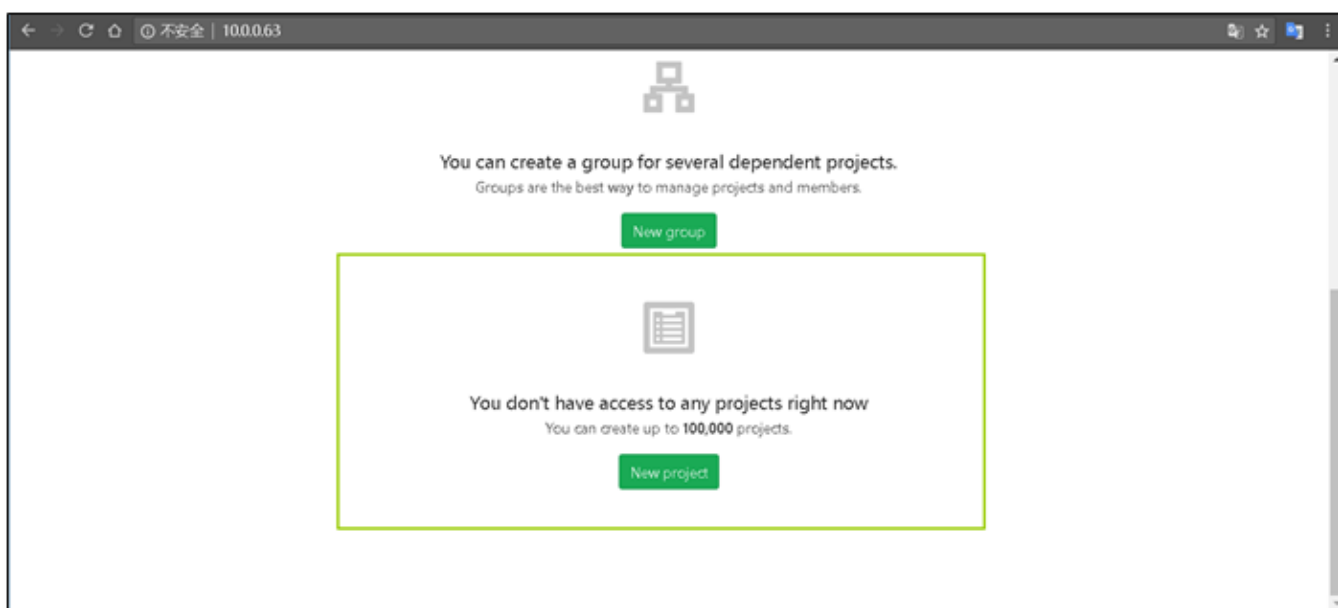 不安全 | 10.0.0.63
You can create a group for several dependent projects.
Groups are the best way to manage projects and members.
New group
You don't have access to any projects right now
You can create up to 100,000 projects.
New project